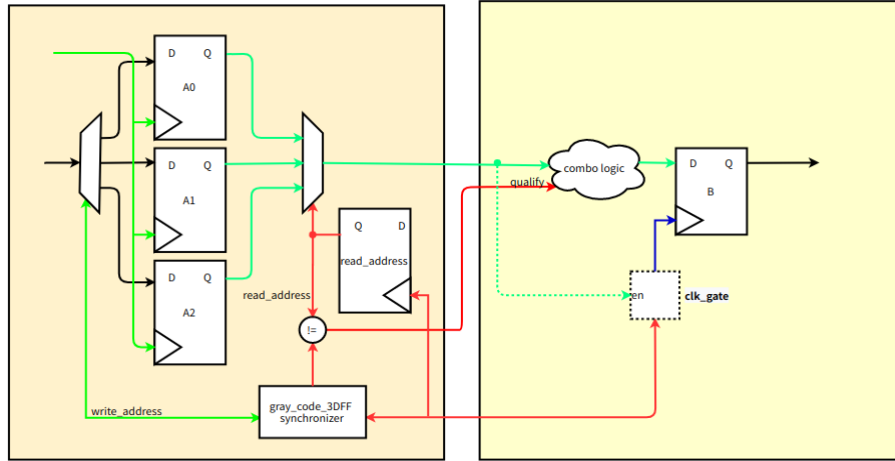 D Q
A0
D Q
A1
D Q
A2
Q D
read_address
read_address
!=
gray_code_3DFF
synchronizer
write_address
qualify
combo logic
D Q
B
en
clk_gate